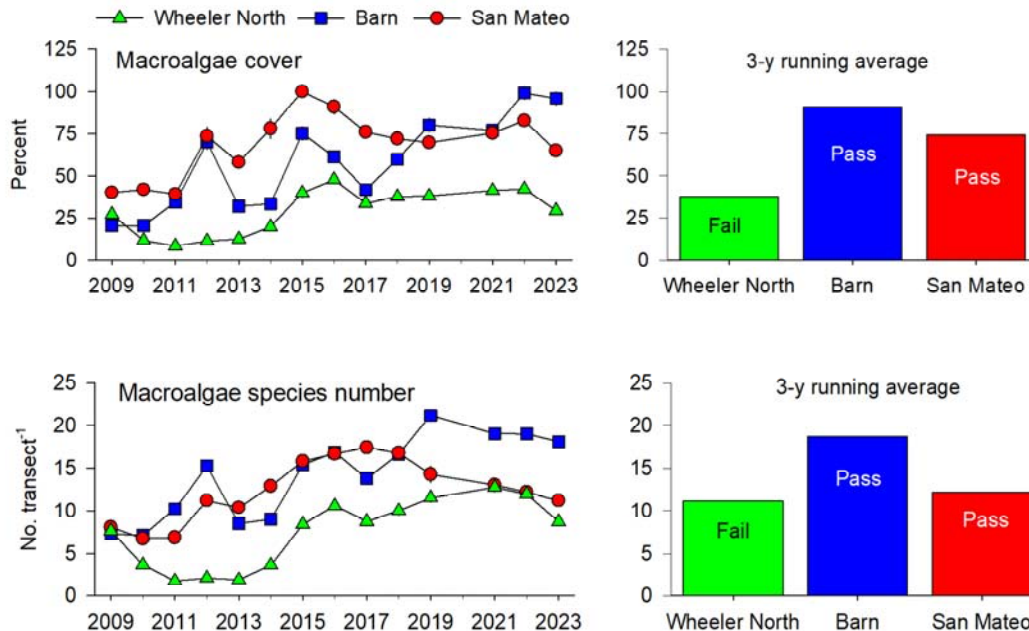 Wheeler North Barn San Mateo
Macroalgae cover
Percent
125
100
75
50
25
0
2009 2011 2013 2015 2017 2019 2021 2023
3-y running average
125
100
75
50
25
0
Fail
Pass
Pass
Wheeler North Barn San Mateo
Macroalgae species number
No. transect⁻¹
25
20
15
10
5
0
2009 2011 2013 2015 2017 2019 2021 2023
3-y running average
25
20
15
10
5
0
Fail
Pass
Pass
Wheeler North Barn San Mateo